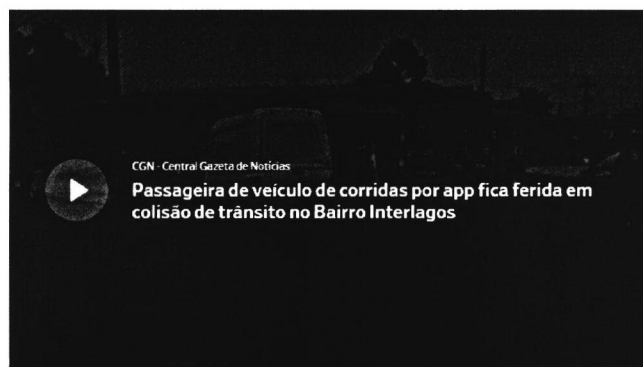 CGN - Central Gazeta de Notícias
Passageira de veículo de corridas por app fica ferida em
colisão de trânsito no Bairro Interlagos